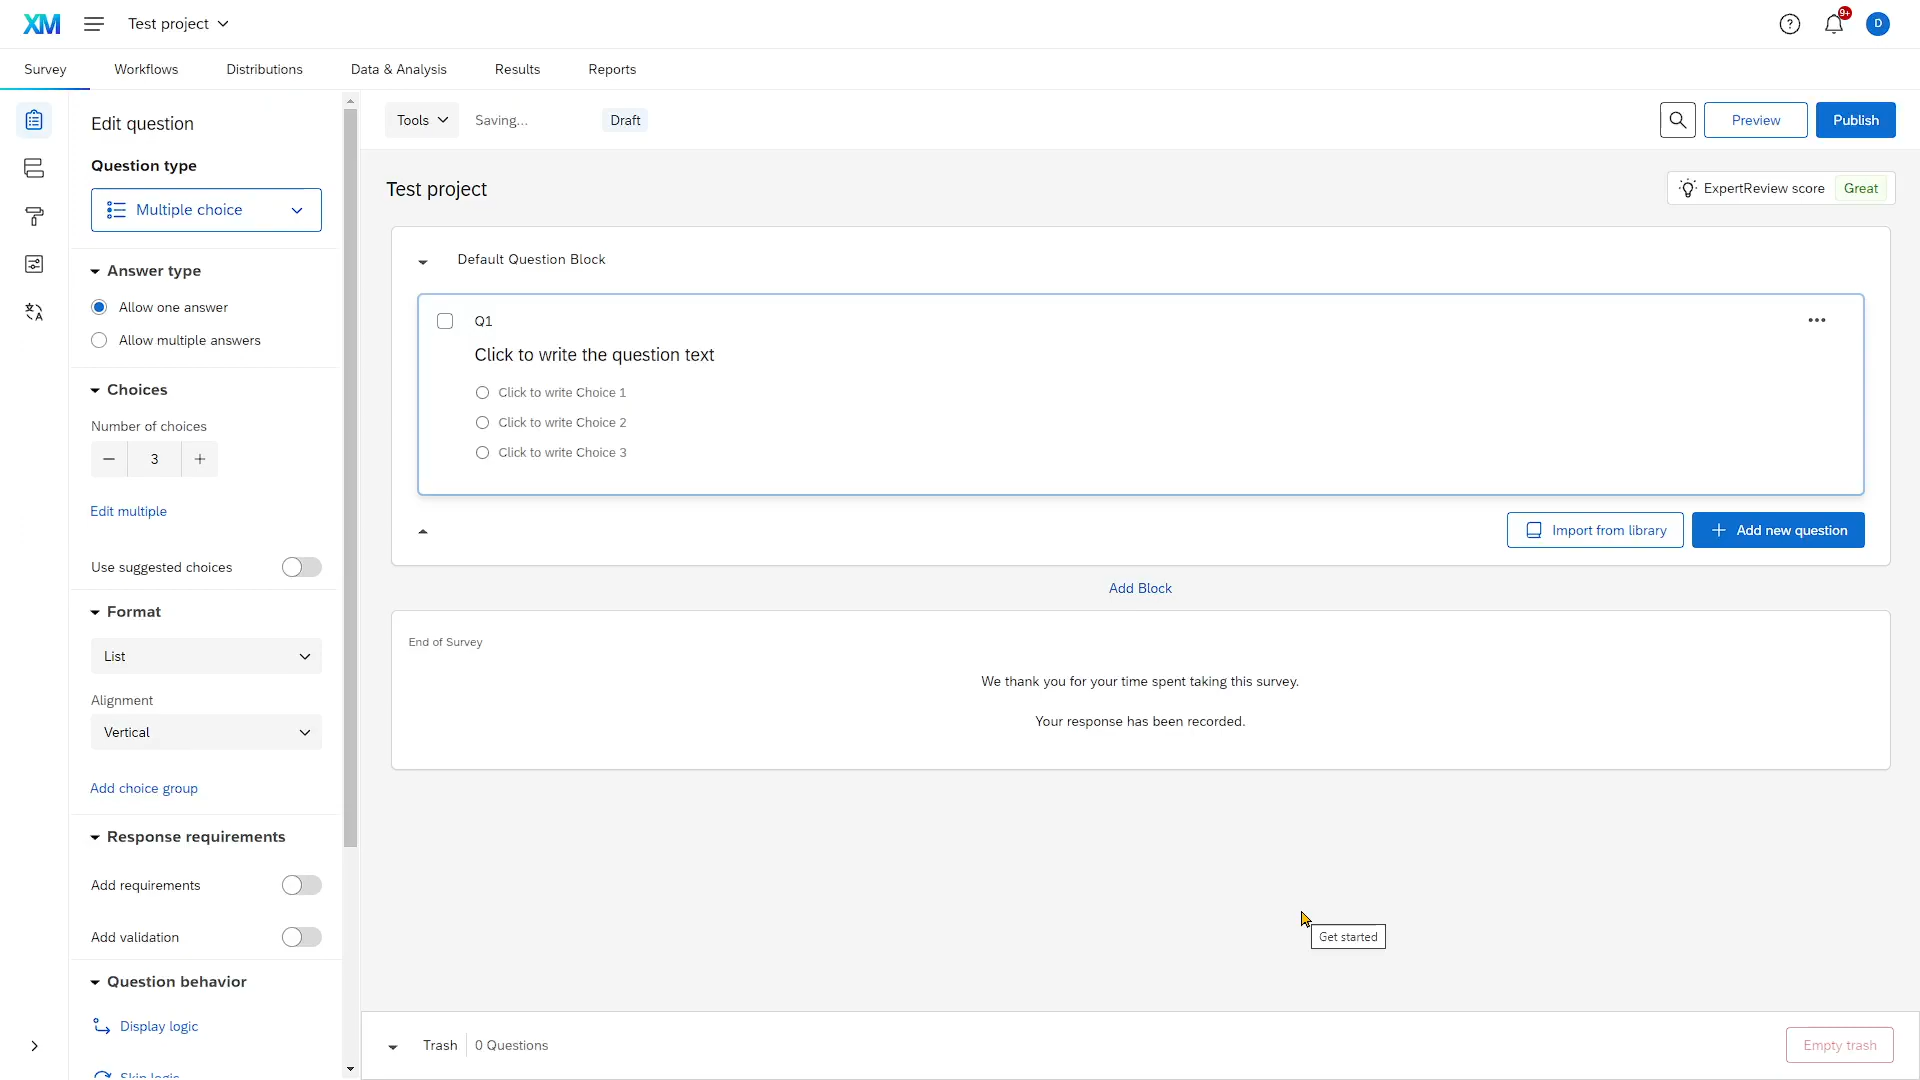 XM
Test project
9+
D
Survey
Workflows
Distributions
Data & Analysis
Results
Reports
Edit question
Question type
Multiple choice
Answer type
Allow one answer
Allow multiple answers
Choices
Number of choices
3
Edit multiple
Use suggested choices
Format
List
Alignment
Vertical
Add choice group
Response requirements
Add requirements
Add validation
Question behavior
Display logic
Skip logic
Tools
Saving...
Draft
Preview
Publish
Test project
ExpertReview score
Great
Default Question Block
Q1
Click to write the question text
Click to write Choice 1
Click to write Choice 2
Click to write Choice 3
Import from library
Add new question
Add Block
End of Survey
We thank you for your time spent taking this survey.
Your response has been recorded.
Get started
Trash
0 Questions
Empty trash